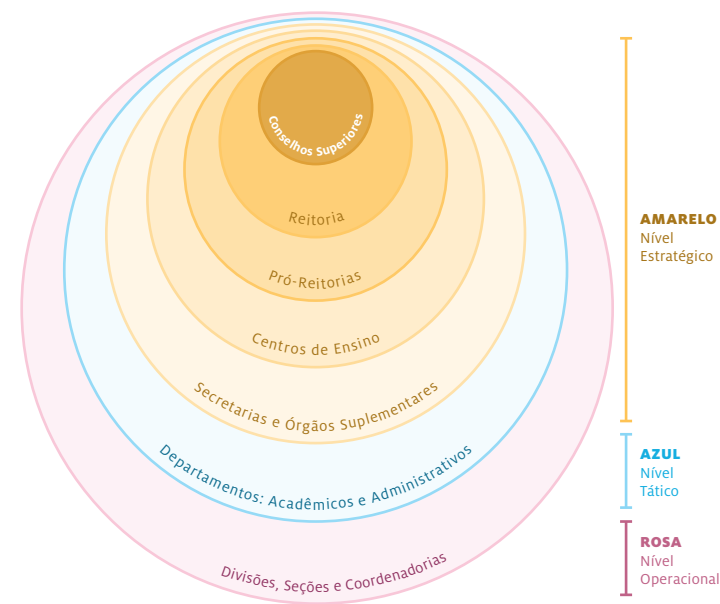 Conselhos Superiores
Reitoria
Pró-Reitorias
Centros de Ensino
Secretarias e Órgãos Suplementares
Departamentos: Acadêmicos e Administrativos
Divisões, Seções e Coordenadorias
AMARELO
Nível
Estratégico
AZUL
Nível
Tático
ROSA
Nível
Operacional